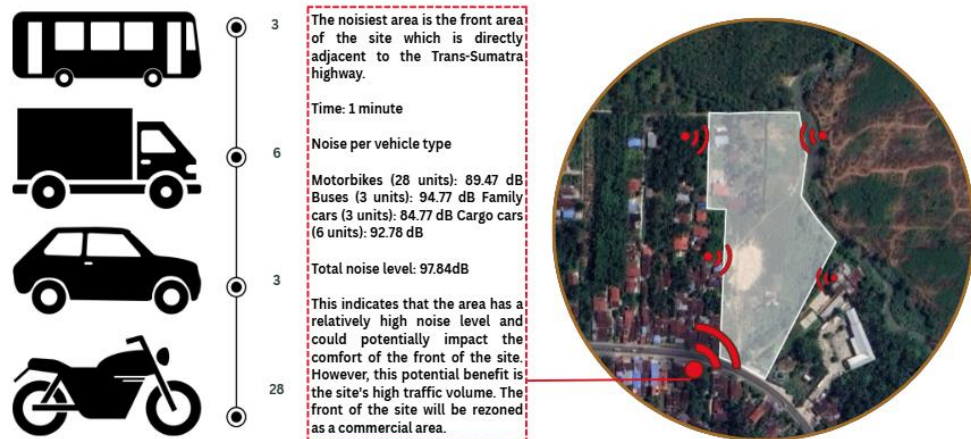 3
6
3
28
The noisiest area is the front area
of the site which is directly
adjacent to the Trans-Sumatra
highway.
Time: 1 minute
Noise per vehicle type
Motorbikes (28 units): 89.47 dB
Buses (3 units): 94.77 dB Family
cars (3 units): 84.77 dB Cargo cars
(6 units): 92.78 dB
Total noise level: 97.84dB
This indicates that the area has a
relatively high noise level and
could potentially impact the
comfort of the front of the site.
However, this potential benefit is
the site's high traffic volume. The
front of the site will be rezoned
as a commercial area.